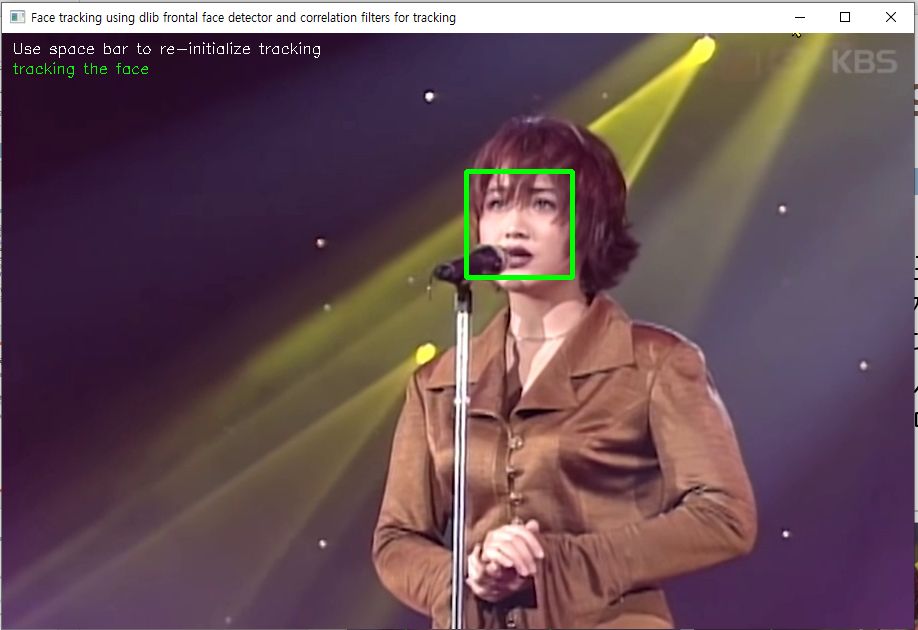 Face tracking using dlib frontal face detector and correlation filters for tracking
Use space bar to re-initialize tracking
tracking the face
KBS